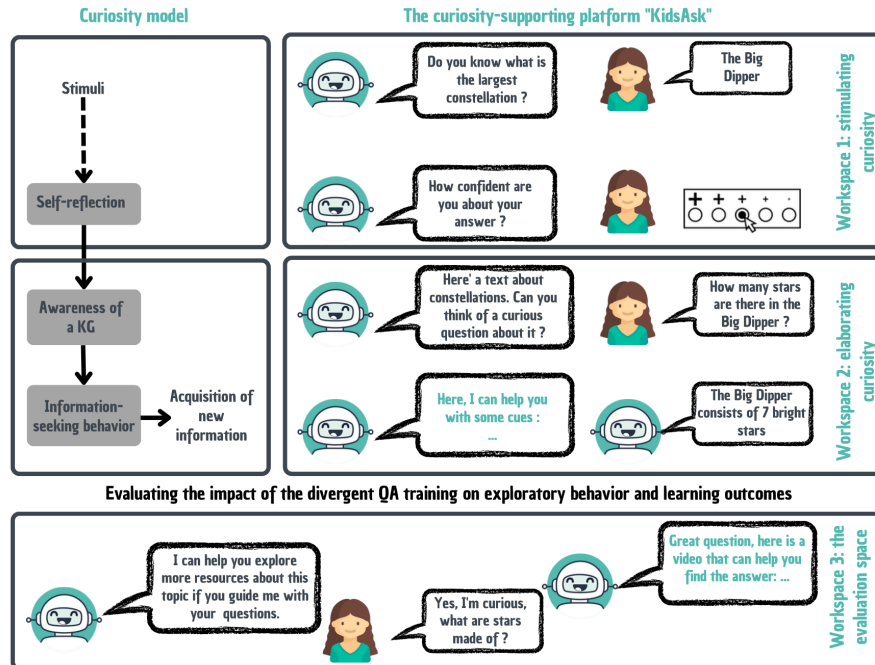 Curiosity model
The curiosity-supporting platform "KidsAsk"
Stimuli
Self-reflection
Do you know what is
the largest
constellation ?
The Big
Dipper
How confident are
you about your
answer ?
Workspace 1: stimulating
curiosity
Awareness of
a KG
Information-
seeking behavior
Acquisition of
new
information
Here' a text about
constellations. Can you
think of a curious
question about it ?
How many stars
are there in the
Big Dipper ?
Here, I can help you
with some cues :
...
The Big Dipper
consists of 7 bright
stars
Workspace 2: elaborating
curiosity
Evaluating the impact of the divergent QA training on exploratory behavior and learning outcomes
I can help you explore
more resources about this
topic if you guide me with
your questions.
Yes, I'm curious,
what are stars
made of ?
Great question, here is a
video that can help you
find the answer: ...
Workspace 3: the
evaluation space